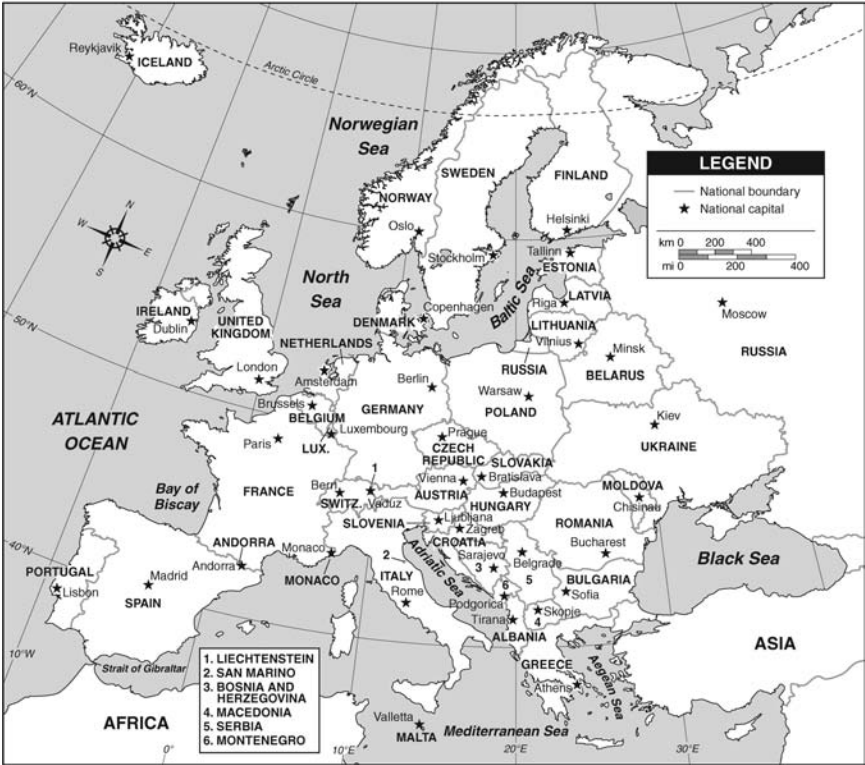 Reykjavik
ICELAND
Arctic Circle
60°N
Norwegian
Sea
SWEDEN
FINLAND
NORWAY
Oslo
Helsinki
Stockholm
Tallinn
ESTONIA
LEGEND
National boundary
National capital
km 0 200 400
mi 0 200 400
N
W
E
S
50°N
North
Sea
Baltic Sea
Riga
LATVIA
Moscow
IRELAND
Dublin
UNITED
KINGDOM
DENMARK
Copenhagen
LITHUANIA
Vilnius
Minsk
RUSSIA
NETHERLANDS
RUSSIA
BELARUS
London
Amsterdam
Berlin
Warsaw
POLAND
ATLANTIC
OCEAN
Brussels
BELGIUM
GERMANY
Kiev
UKRAINE
Paris
LUX.
Luxembourg
Prague
CZECH
REPUBLIC
SLOVAKIA
1
Vienna
Bratislava
MOLDOVA
Chisinau
Bay of
Biscay
FRANCE
Bern
SWITZ.
Vaduz
AUSTRIA
Budapest
HUNGARY
SLOVENIA
Ljubljana
Zagreb
ROMANIA
40°N
ANDORRA
Andorra
Monaco
MONACO
2
CROATIA
Adriatic Sea
Sarajevo
3
Belgrade
5
Bucharest
Black Sea
PORTUGAL
Lisbon
Madrid
SPAIN
ITALY
Rome
6
Podgorica
BULGARIA
Sofia
Skopje
4
Tirana
ALBANIA
ASIA
10°W
Strait of Gibraltar
GREECE
Aegean Sea
Athens
1. LIECHTENSTEIN
2. SAN MARINO
3. BOSNIA AND
HERZEGOVINA
4. MACEDONIA
5. SERBIA
6. MONTENEGRO
AFRICA
Valletta
MALTA
Mediterranean Sea
0°
10°E
20°E
30°E